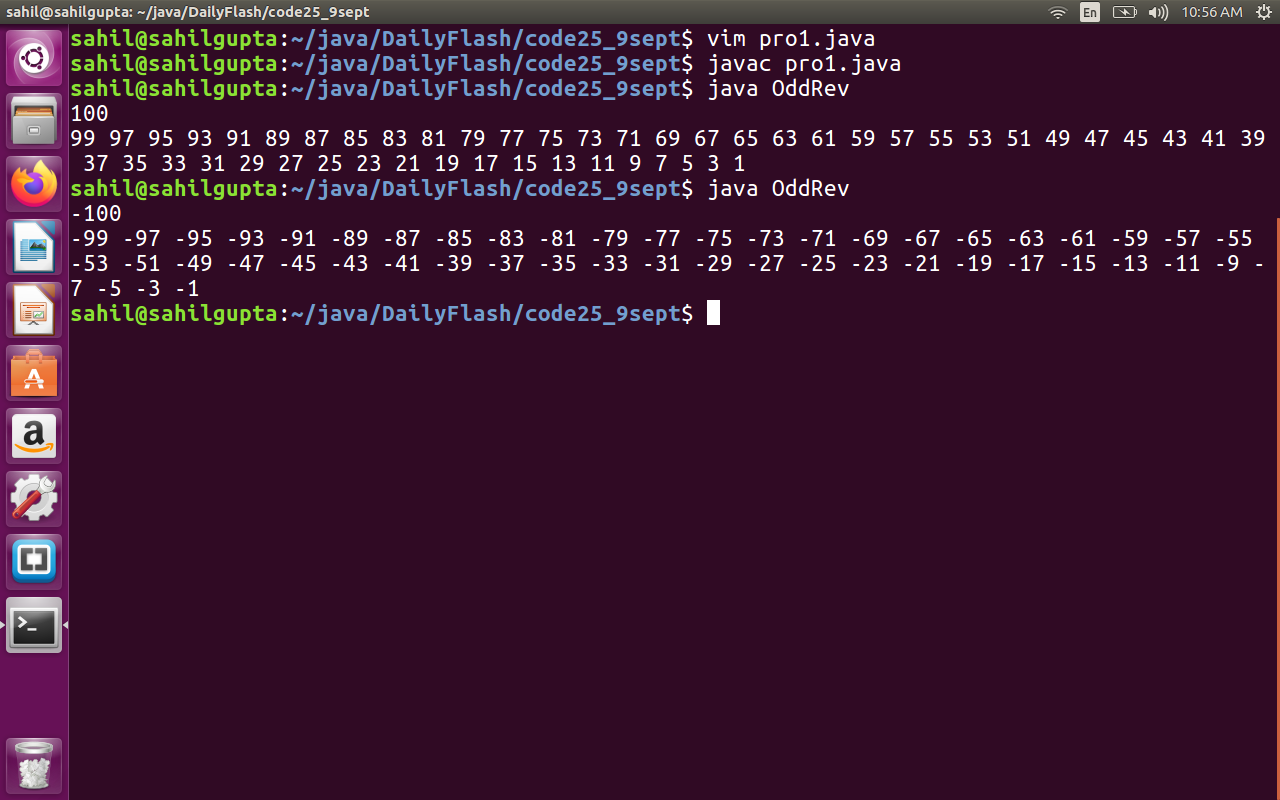 sahil@sahilgupta: ~/java/DailyFlash/code25_9sept
En
10:56 AM
sahil@sahilgupta:~/java/DailyFlash/code25_9sept$ vim pro1.java
sahil@sahilgupta:~/java/DailyFlash/code25_9sept$ javac pro1.java
sahil@sahilgupta:~/java/DailyFlash/code25_9sept$ java OddRev
100
99 97 95 93 91 89 87 85 83 81 79 77 75 73 71 69 67 65 63 61 59 57 55 53 51 49 47 45 43 41 39
 37 35 33 31 29 27 25 23 21 19 17 15 13 11 9 7 5 3 1
sahil@sahilgupta:~/java/DailyFlash/code25_9sept$ java OddRev
-100
-99 -97 -95 -93 -91 -89 -87 -85 -83 -81 -79 -77 -75 -73 -71 -69 -67 -65 -63 -61 -59 -57 -55
-53 -51 -49 -47 -45 -43 -41 -39 -37 -35 -33 -31 -29 -27 -25 -23 -21 -19 -17 -15 -13 -11 -9 -
7 -5 -3 -1
sahil@sahilgupta:~/java/DailyFlash/code25_9sept$